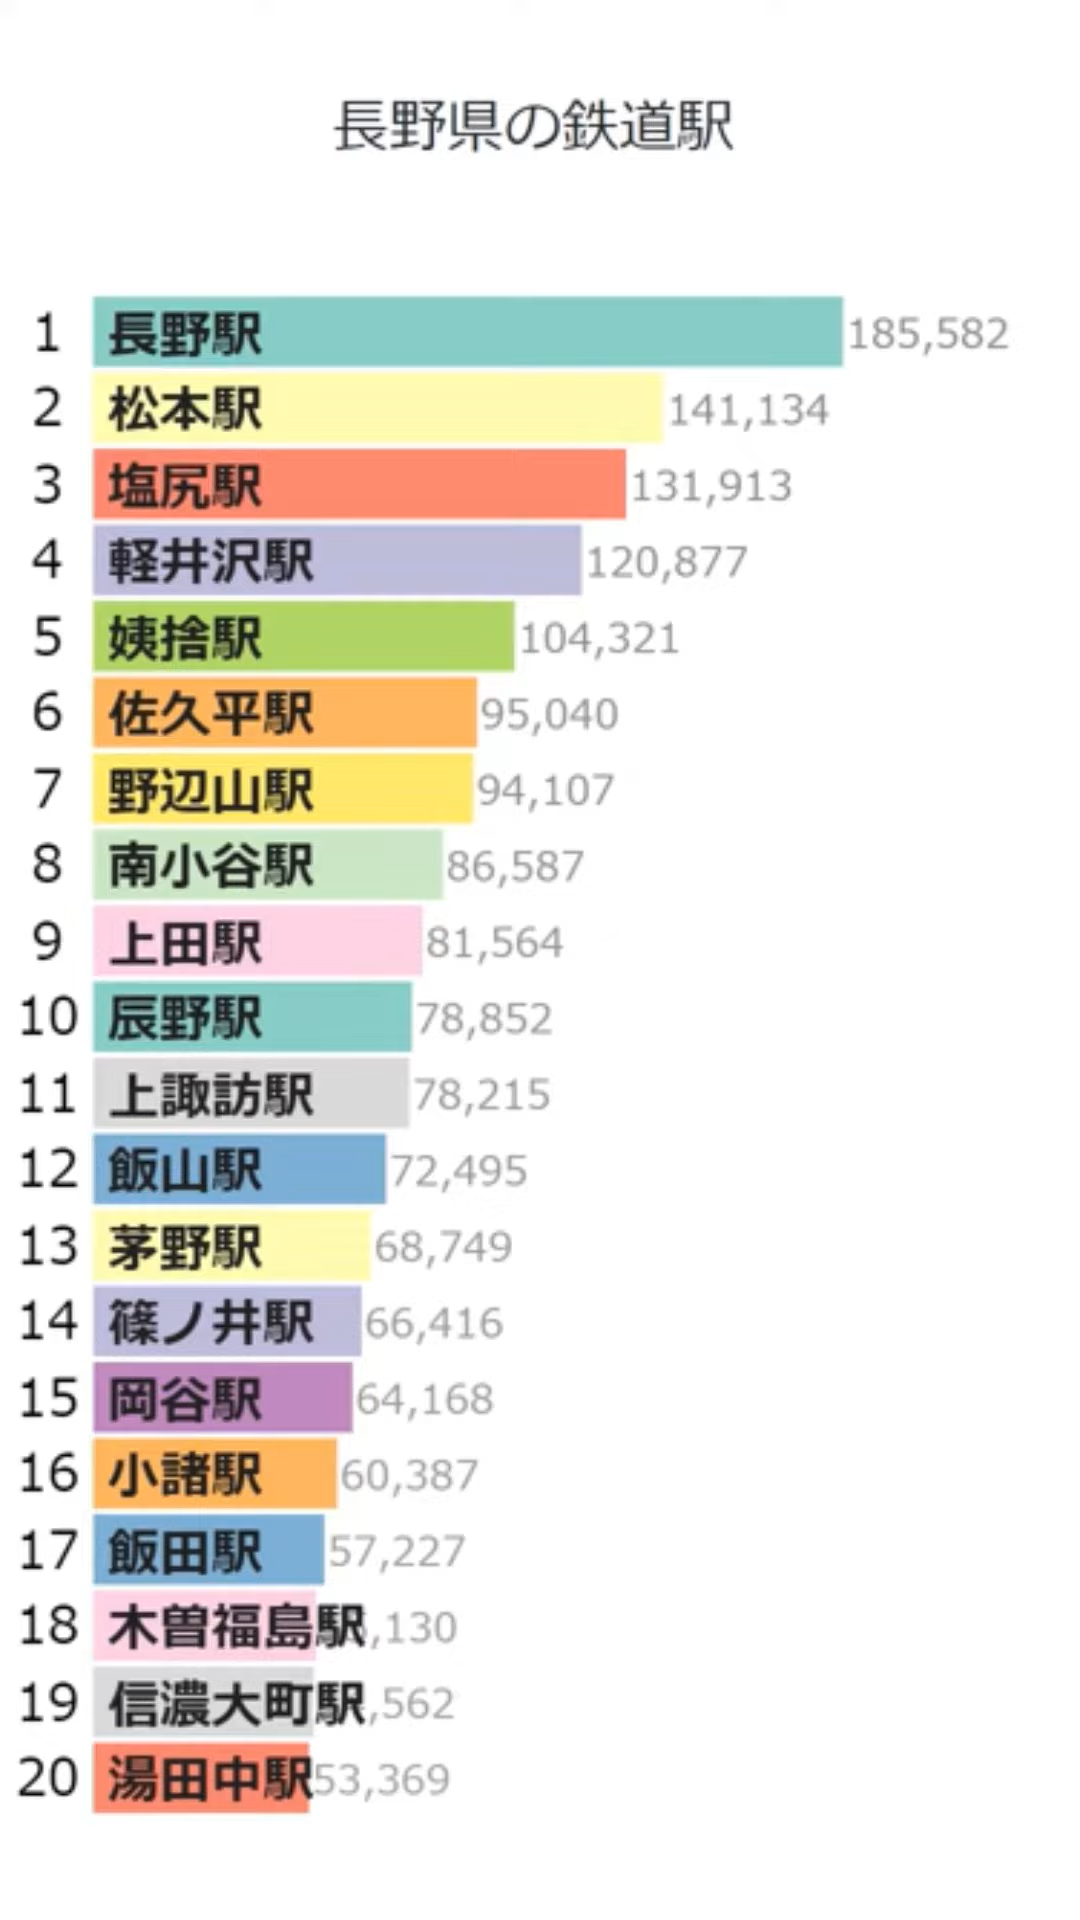 長野県の鉄道駅
1 長野駅 185,582
2 松本駅 141,134
3 塩尻駅 131,913
4 軽井沢駅 120,877
5 姨捨駅 104,321
6 佐久平駅 95,040
7 野辺山駅 94,107
8 南小谷駅 86,587
9 上田駅 81,564
10 辰野駅 78,852
11 上諏訪駅 78,215
12 飯山駅 72,495
13 茅野駅 68,749
14 篠ノ井駅 66,416
15 岡谷駅 64,168
16 小諸駅 60,387
17 飯田駅 57,227
18 木曽福島駅 ,130
19 信濃大町駅 ,562
20 湯田中駅 53,369